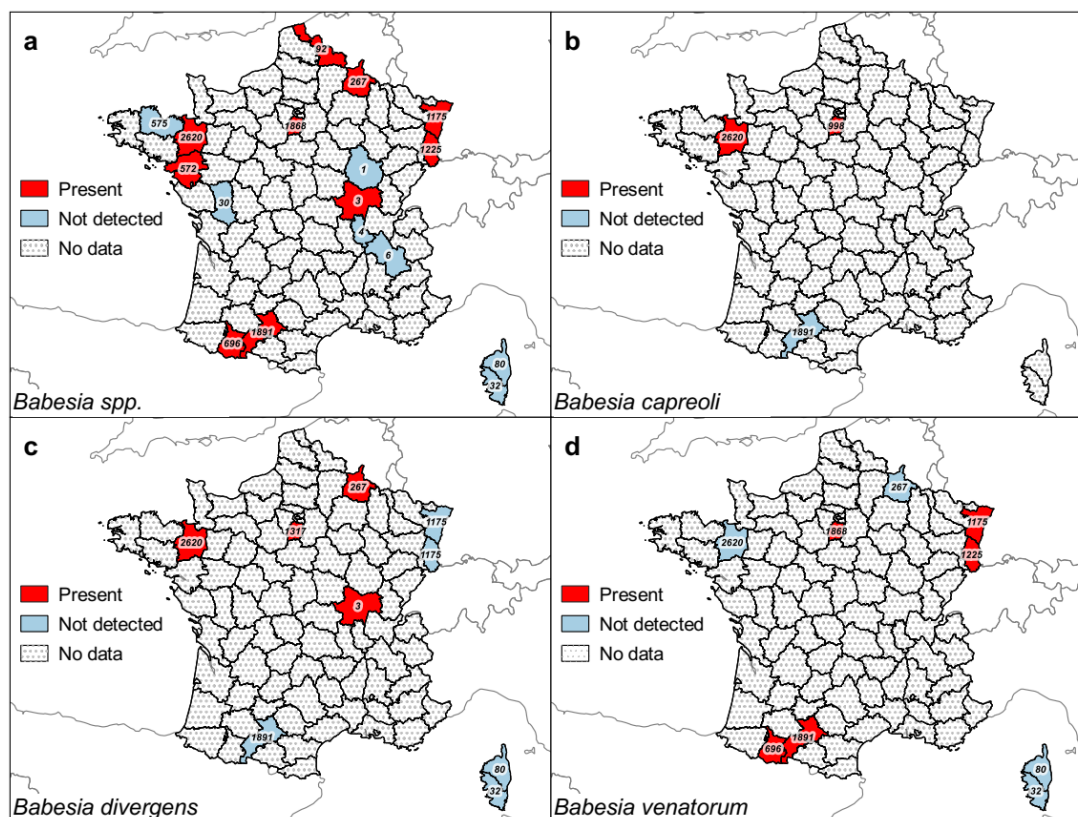 a
92
267
575
2620
1868
1175
1225
572
1
30
3
4
6
1891
696
80
32
Present
Not detected
No data
Babesia spp.
b
2620
998
1891
Present
Not detected
No data
Babesia capreoli
c
267
2620
1317
1175
1175
3
1891
80
32
Present
Not detected
No data
Babesia divergens
d
267
2620
1868
1175
1225
1891
696
80
32
Present
Not detected
No data
Babesia venatorum